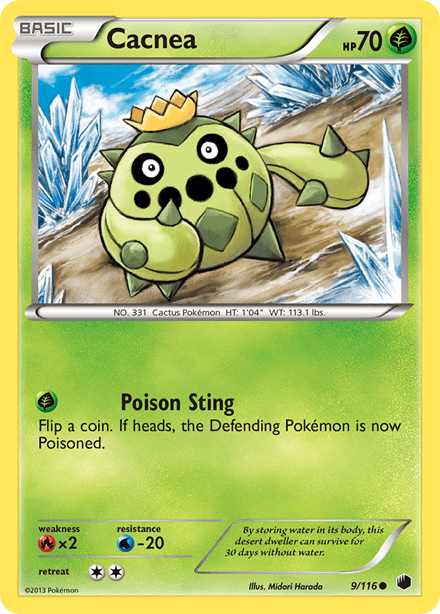 BASIC
Cacnea
HP70
NO. 331 Cactus Pokémon HT: 1'04" WT: 113.1 lbs.
Poison Sting
Flip a coin. If heads, the Defending Pokémon is now
Poisoned.
weakness
×2
resistance
-20
By storing water in its body, this
desert dweller can survive for
30 days without water.
retreat
©2013 Pokémon
Illus. Midori Harada
9/116